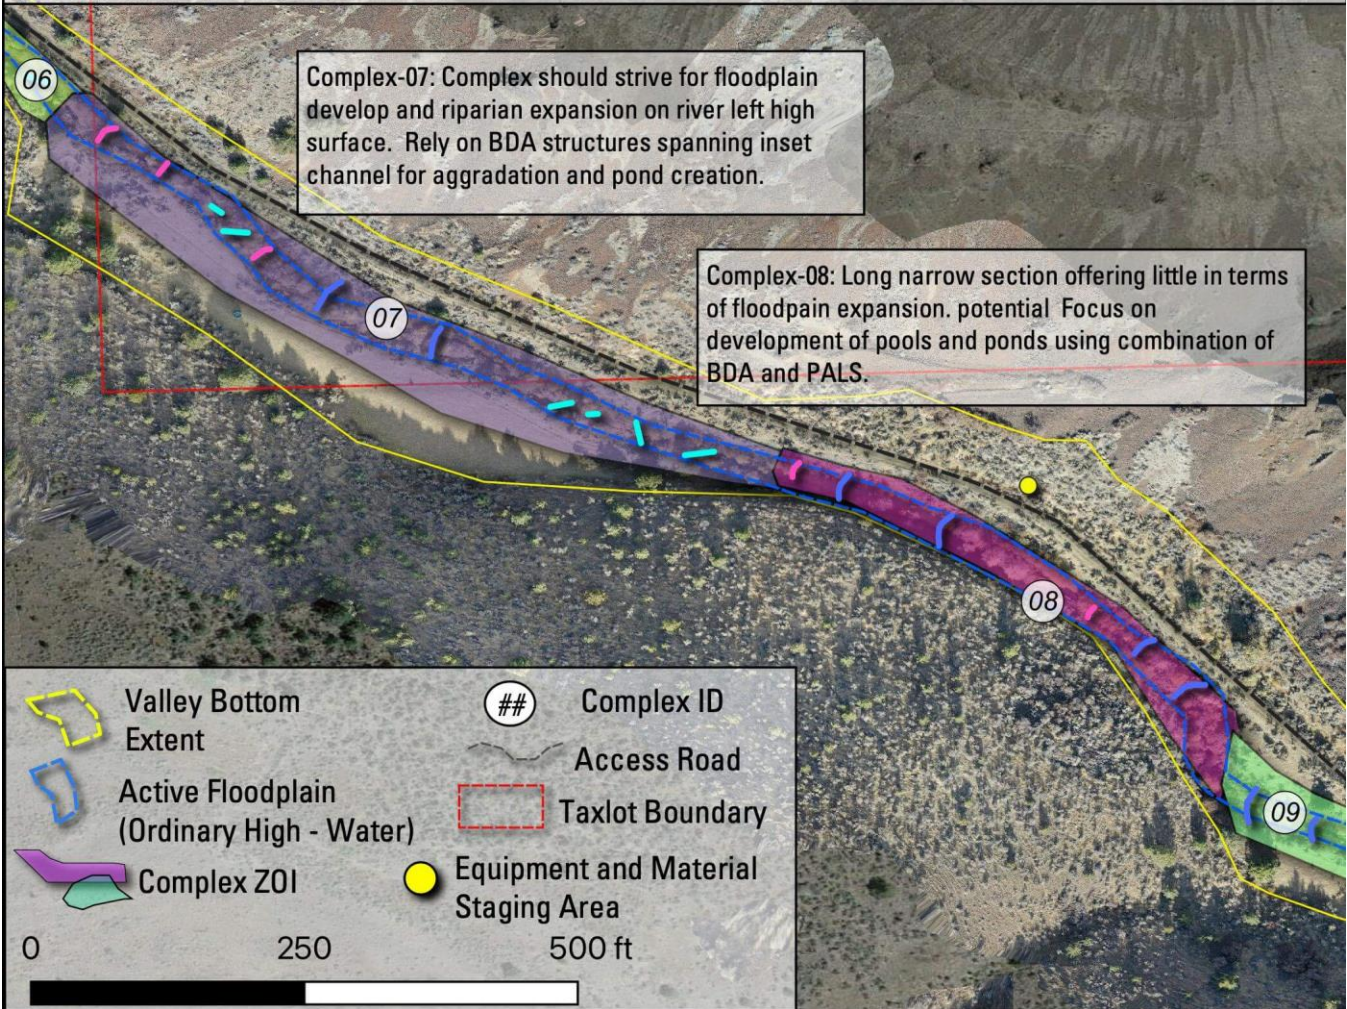 06
Complex-07: Complex should strive for floodplain
develop and riparian expansion on river left high
surface. Rely on BDA structures spanning inset
channel for aggradation and pond creation.
07
Complex-08: Long narrow section offering little in terms
of floodpain expansion. potential Focus on
development of pools and ponds using combination of
BDA and PALS.
08
09
Valley Bottom
Extent
Active Floodplain
(Ordinary High - Water)
Complex ZOI
##
Complex ID
Access Road
Taxlot Boundary
Equipment and Material
Staging Area
0 250 500 ft